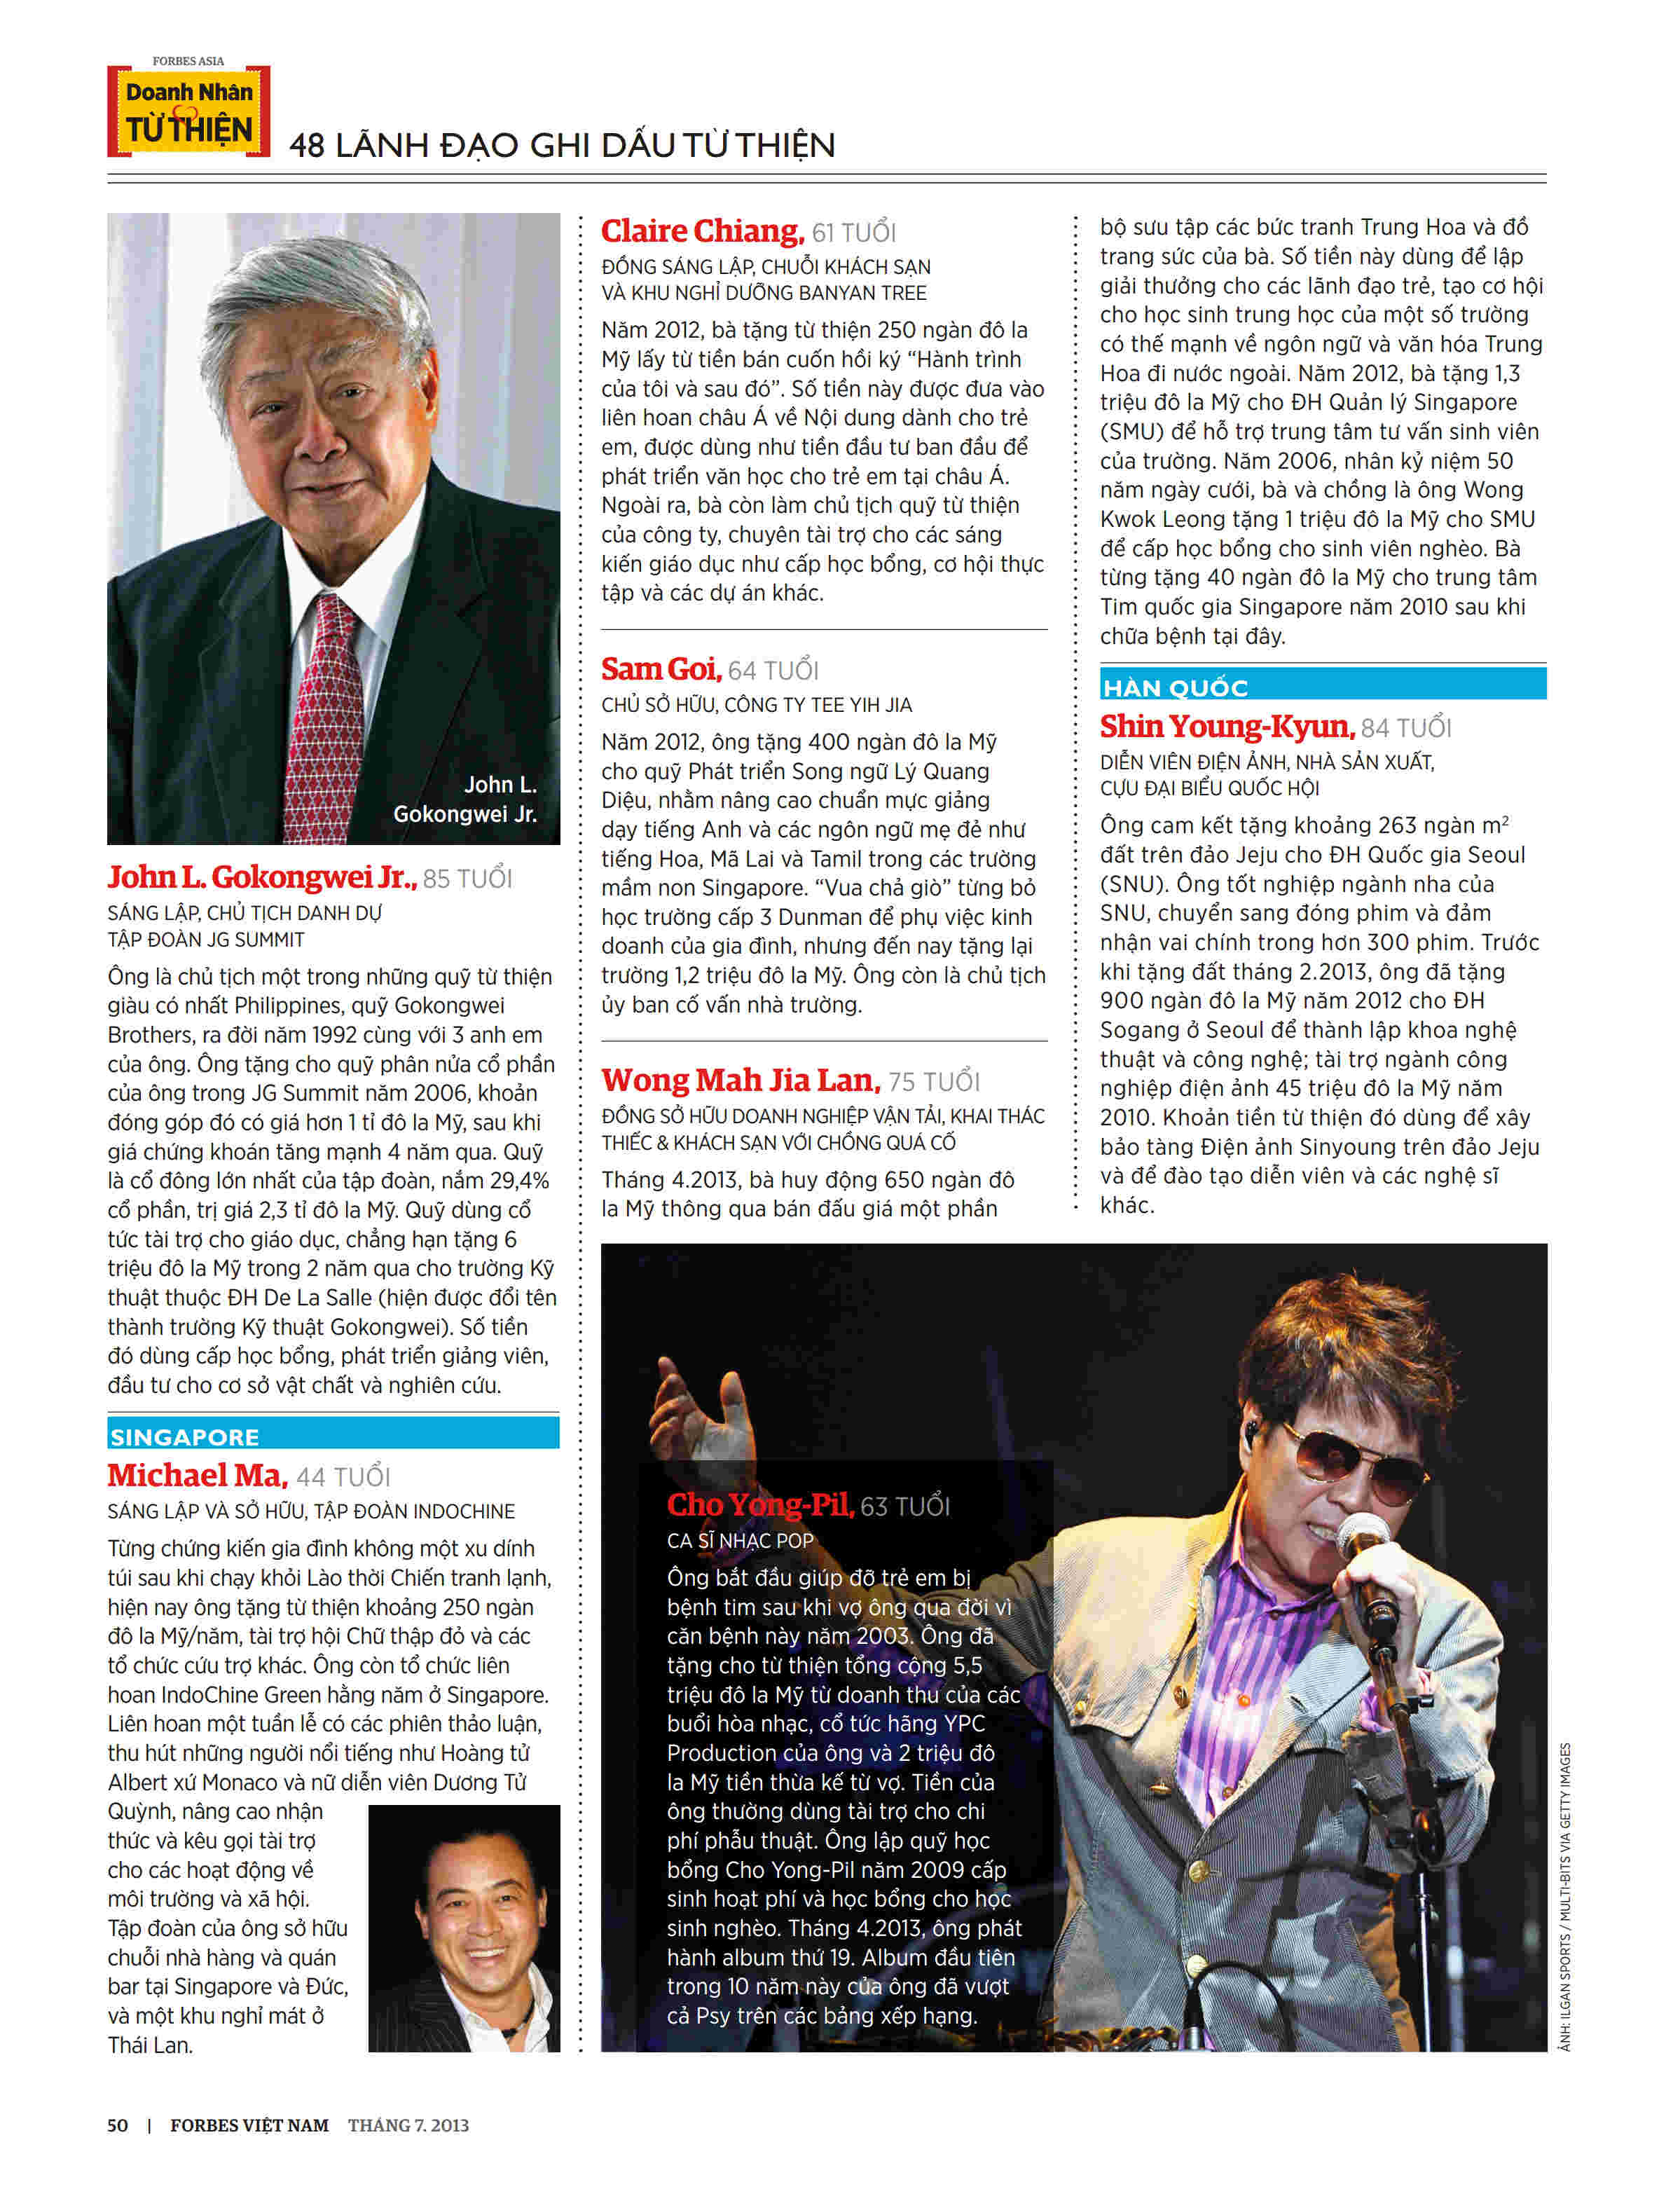 FORBES ASIA
Doanh Nhân
TỪ THIỆN
48 LÃNH ĐẠO GHI DẤU TỪ THIỆN
John L.
Gokongwei Jr.
John L. Gokongwei Jr., 85 TUỔI
SÁNG LẬP, CHỦ TỊCH DANH DỰ
TẬP ĐOÀN JG SUMMIT
Ông là chủ tịch một trong những quỹ từ thiện
giàu có nhất Philippines, quỹ Gokongwei
Brothers, ra đời năm 1992 cùng với 3 anh em
của ông. Ông tặng cho quỹ phân nửa cổ phần
của ông trong JG Summit năm 2006, khoản
đóng góp đó có giá hơn 1 tỉ đô la Mỹ, sau khi
giá chứng khoán tăng mạnh 4 năm qua. Quỹ
là cổ đông lớn nhất của tập đoàn, nắm 29,4%
cổ phần, trị giá 2,3 tỉ đô la Mỹ. Quỹ dùng cổ
tức tài trợ cho giáo dục, chẳng hạn tặng 6
triệu đô la Mỹ trong 2 năm qua cho trường Kỹ
thuật thuộc ĐH De La Salle (hiện được đổi tên
thành trường Kỹ thuật Gokongwei). Số tiền
đó dùng cấp học bổng, phát triển giảng viên,
đầu tư cho cơ sở vật chất và nghiên cứu.
SINGAPORE
Michael Ma, 44 TUỔI
SÁNG LẬP VÀ SỞ HỮU, TẬP ĐOÀN INDOCHINE
Từng chứng kiến gia đình không một xu dính
túi sau khi chạy khỏi Lào thời Chiến tranh lạnh,
hiện nay ông tặng từ thiện khoảng 250 ngàn
đô la Mỹ/năm, tài trợ hội Chữ thập đỏ và các
tổ chức cứu trợ khác. Ông còn tổ chức liên
hoan IndoChine Green hằng năm ở Singapore.
Liên hoan một tuần lễ có các phiên thảo luận,
thu hút những người nổi tiếng như Hoàng tử
Albert xứ Monaco và nữ diễn viên Dương Tử
Quỳnh, nâng cao nhận
thức và kêu gọi tài trợ
cho các hoạt động về
môi trường và xã hội.
Tập đoàn của ông sở hữu
chuỗi nhà hàng và quán
bar tại Singapore và Đức,
và một khu nghỉ mát ở
Thái Lan.
Claire Chiang, 61 TUỔI
ĐỒNG SÁNG LẬP, CHUỖI KHÁCH SẠN
VÀ KHU NGHỈ DƯỠNG BANYAN TREE
Năm 2012, bà tặng từ thiện 250 ngàn đô la
Mỹ lấy từ tiền bán cuốn hồi ký “Hành trình
của tôi và sau đó”. Số tiền này được đưa vào
liên hoan châu Á về Nội dung dành cho trẻ
em, được dùng như tiền đầu tư ban đầu để
phát triển văn học cho trẻ em tại châu Á.
Ngoài ra, bà còn làm chủ tịch quỹ từ thiện
của công ty, chuyên tài trợ cho các sáng
kiến giáo dục như cấp học bổng, cơ hội thực
tập và các dự án khác.
Sam Goi, 64 TUỔI
CHỦ SỞ HỮU, CÔNG TY TEE YIH JIA
Năm 2012, ông tặng 400 ngàn đô la Mỹ
cho quỹ Phát triển Song ngữ Lý Quang
Diệu, nhằm nâng cao chuẩn mực giảng
dạy tiếng Anh và các ngôn ngữ mẹ đẻ như
tiếng Hoa, Mã Lai và Tamil trong các trường
mầm non Singapore. “Vua chả giò” từng bỏ
học trường cấp 3 Dunman để phụ việc kinh
doanh của gia đình, nhưng đến nay tặng lại
trường 1,2 triệu đô la Mỹ. Ông còn là chủ tịch
ủy ban cố vấn nhà trường.
Wong Mah Jia Lan, 75 TUỔI
ĐỒNG SỞ HỮU DOANH NGHIỆP VẬN TẢI, KHAI THÁC
THIẾC & KHÁCH SẠN VỚI CHỒNG QUÁ CỐ
Tháng 4.2013, bà huy động 650 ngàn đô
la Mỹ thông qua bán đấu giá một phần
bộ sưu tập các bức tranh Trung Hoa và đồ
trang sức của bà. Số tiền này dùng để lập
giải thưởng cho các lãnh đạo trẻ, tạo cơ hội
cho học sinh trung học của một số trường
có thế mạnh về ngôn ngữ và văn hóa Trung
Hoa đi nước ngoài. Năm 2012, bà tặng 1,3
triệu đô la Mỹ cho ĐH Quản lý Singapore
(SMU) để hỗ trợ trung tâm tư vấn sinh viên
của trường. Năm 2006, nhân kỷ niệm 50
năm ngày cưới, bà và chồng là ông Wong
Kwok Leong tặng 1 triệu đô la Mỹ cho SMU
để cấp học bổng cho sinh viên nghèo. Bà
từng tặng 40 ngàn đô la Mỹ cho trung tâm
Tim quốc gia Singapore năm 2010 sau khi
chữa bệnh tại đây.
HÀN QUỐC
Shin Young-Kyun, 84 TUỔI
DIỄN VIÊN ĐIỆN ẢNH, NHÀ SẢN XUẤT,
CỰU ĐẠI BIỂU QUỐC HỘI
Ông cam kết tặng khoảng 263 ngàn m²
đất trên đảo Jeju cho ĐH Quốc gia Seoul
(SNU). Ông tốt nghiệp ngành nha của
SNU, chuyển sang đóng phim và đảm
nhận vai chính trong hơn 300 phim. Trước
khi tặng đất tháng 2.2013, ông đã tặng
900 ngàn đô la Mỹ năm 2012 cho ĐH
Sogang ở Seoul để thành lập khoa nghệ
thuật và công nghệ; tài trợ ngành công
nghiệp điện ảnh 45 triệu đô la Mỹ năm
2010. Khoản tiền từ thiện đó dùng để xây
bảo tàng Điện ảnh Sinyoung trên đảo Jeju
và để đào tạo diễn viên và các nghệ sĩ
khác.
Cho Yong-Pil, 63 TUỔI
CA SĨ NHẠC POP
Ông bắt đầu giúp đỡ trẻ em bị
bệnh tim sau khi vợ ông qua đời vì
căn bệnh này năm 2003. Ông đã
tặng cho từ thiện tổng cộng 5,5
triệu đô la Mỹ từ doanh thu của các
buổi hòa nhạc, cổ tức hãng YPC
Production của ông và 2 triệu đô
la Mỹ tiền thừa kế từ vợ. Tiền của
ông thường dùng tài trợ cho chi
phí phẫu thuật. Ông lập quỹ học
bổng Cho Yong-Pil năm 2009 cấp
sinh hoạt phí và học bổng cho học
sinh nghèo. Tháng 4.2013, ông phát
hành album thứ 19. Album đầu tiên
trong 10 năm này của ông đã vượt
cả Psy trên các bảng xếp hạng.
ẢNH: ILGAN SPORTS / MULTI-BITS VIA GETTY IMAGES
50 | FORBES VIỆT NAM THÁNG 7. 2013